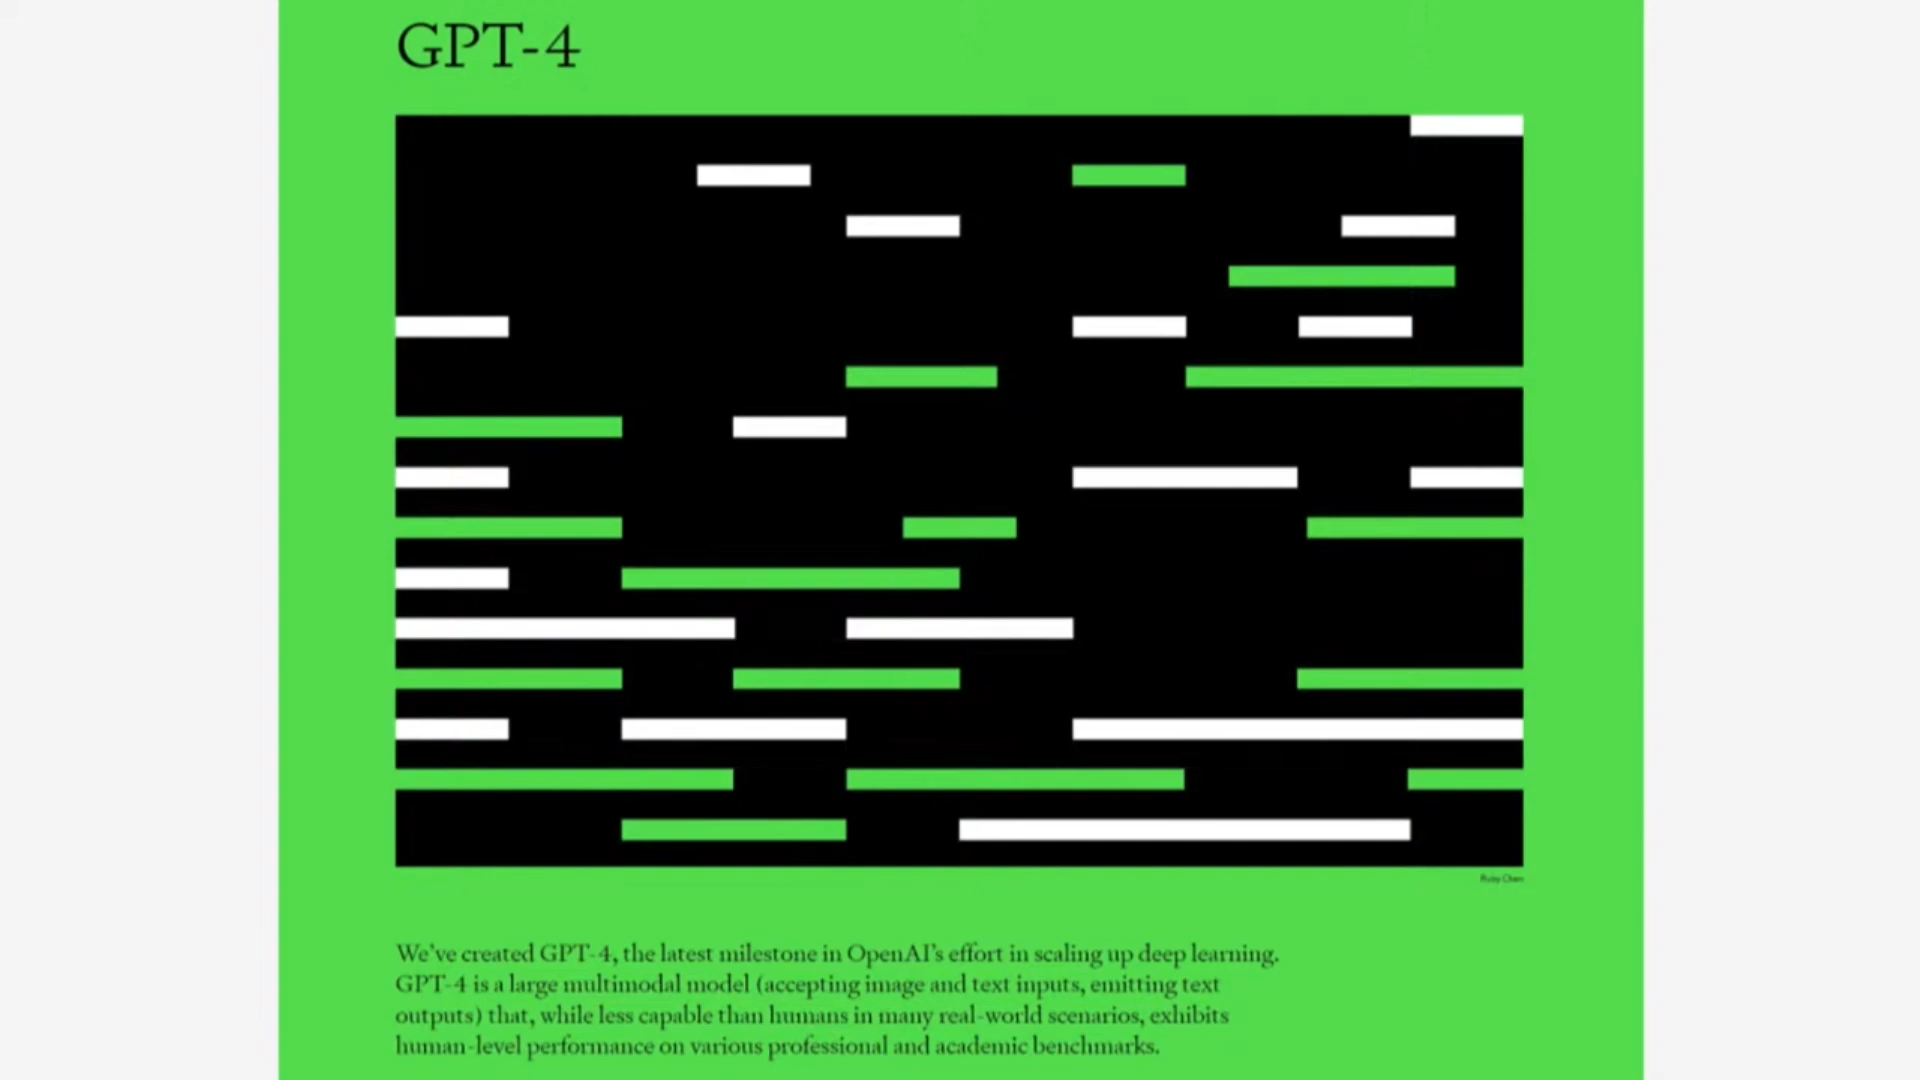 GPT-4
Ruby Chen
We've created GPT-4, the latest milestone in OpenAI's effort in scaling up deep learning.
GPT-4 is a large multimodal model (accepting image and text inputs, emitting text
outputs) that, while less capable than humans in many real-world scenarios, exhibits
human-level performance on various professional and academic benchmarks.